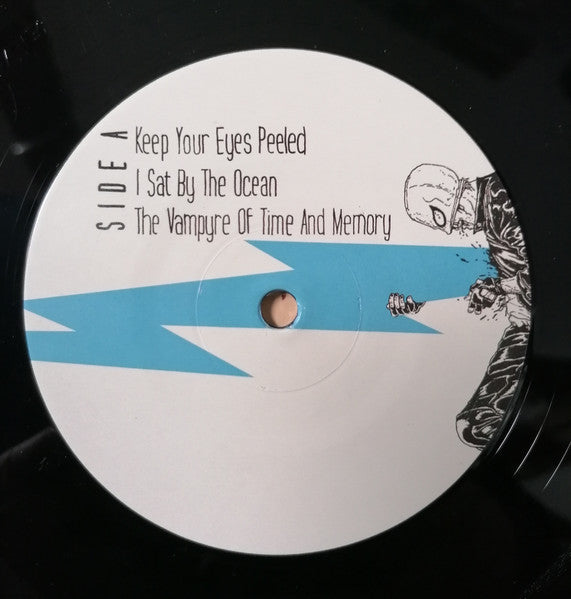 SIDE A
Keep Your Eyes Peeled
I Sat By The Ocean
The Vampyre Of Time And Memory